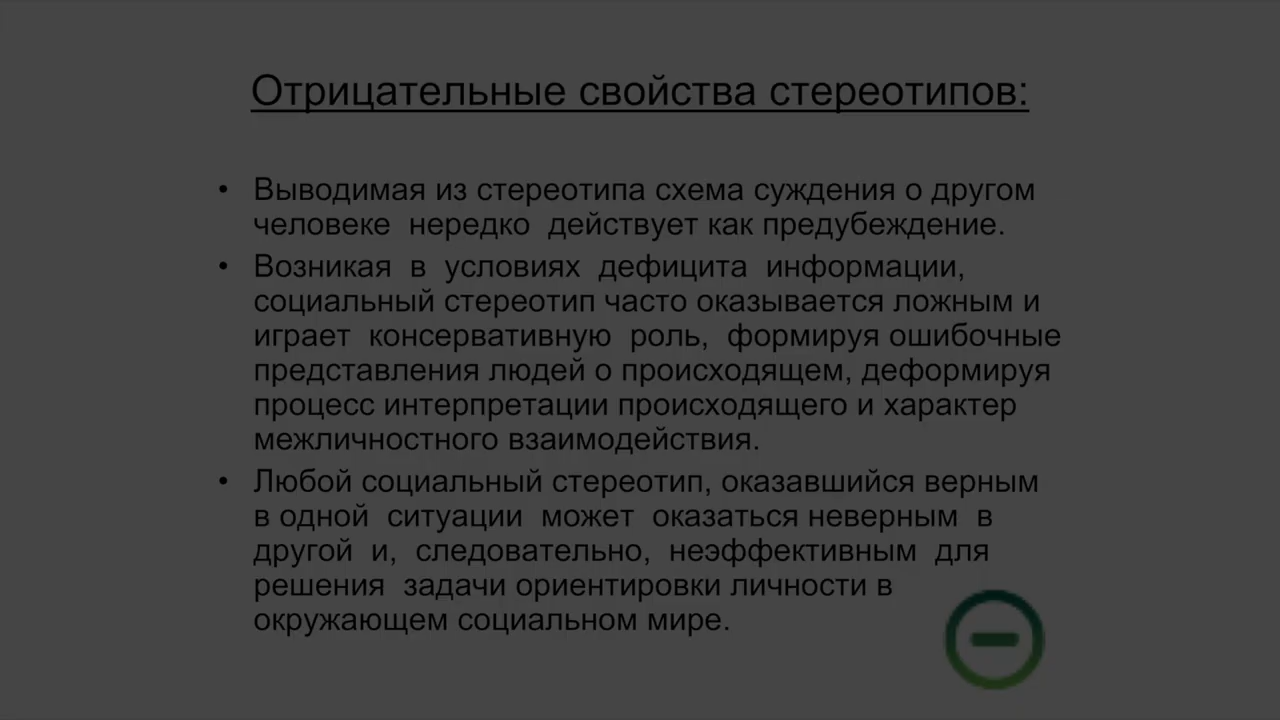 Отрицательные свойства стереотипов:
• Выводимая из стереотипа схема суждения о другом
человеке нередко действует как предубеждение.
• Возникая в условиях дефицита информации,
социальный стереотип часто оказывается ложным и
играет консервативную роль, формируя ошибочные
представления людей о происходящем, деформируя
процесс интерпретации происходящего и характер
межличностного взаимодействия.
• Любой социальный стереотип, оказавшийся верным
в одной ситуации может оказаться неверным в
другой и, следовательно, неэффективным для
решения задачи ориентировки личности в
окружающем социальном мире.